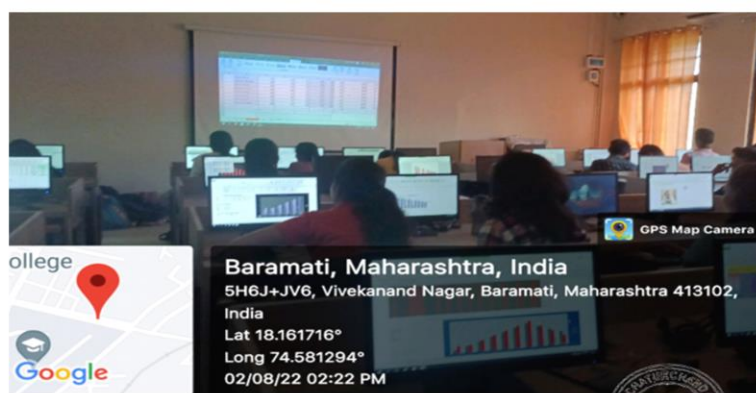 GPS Map Camera
ollege
Google
Baramati, Maharashtra, India
5H6J+JV6, Vivekanand Nagar, Baramati, Maharashtra 413102,
India
Lat 18.161716°
Long 74.581294°
02/08/22 02:22 PM